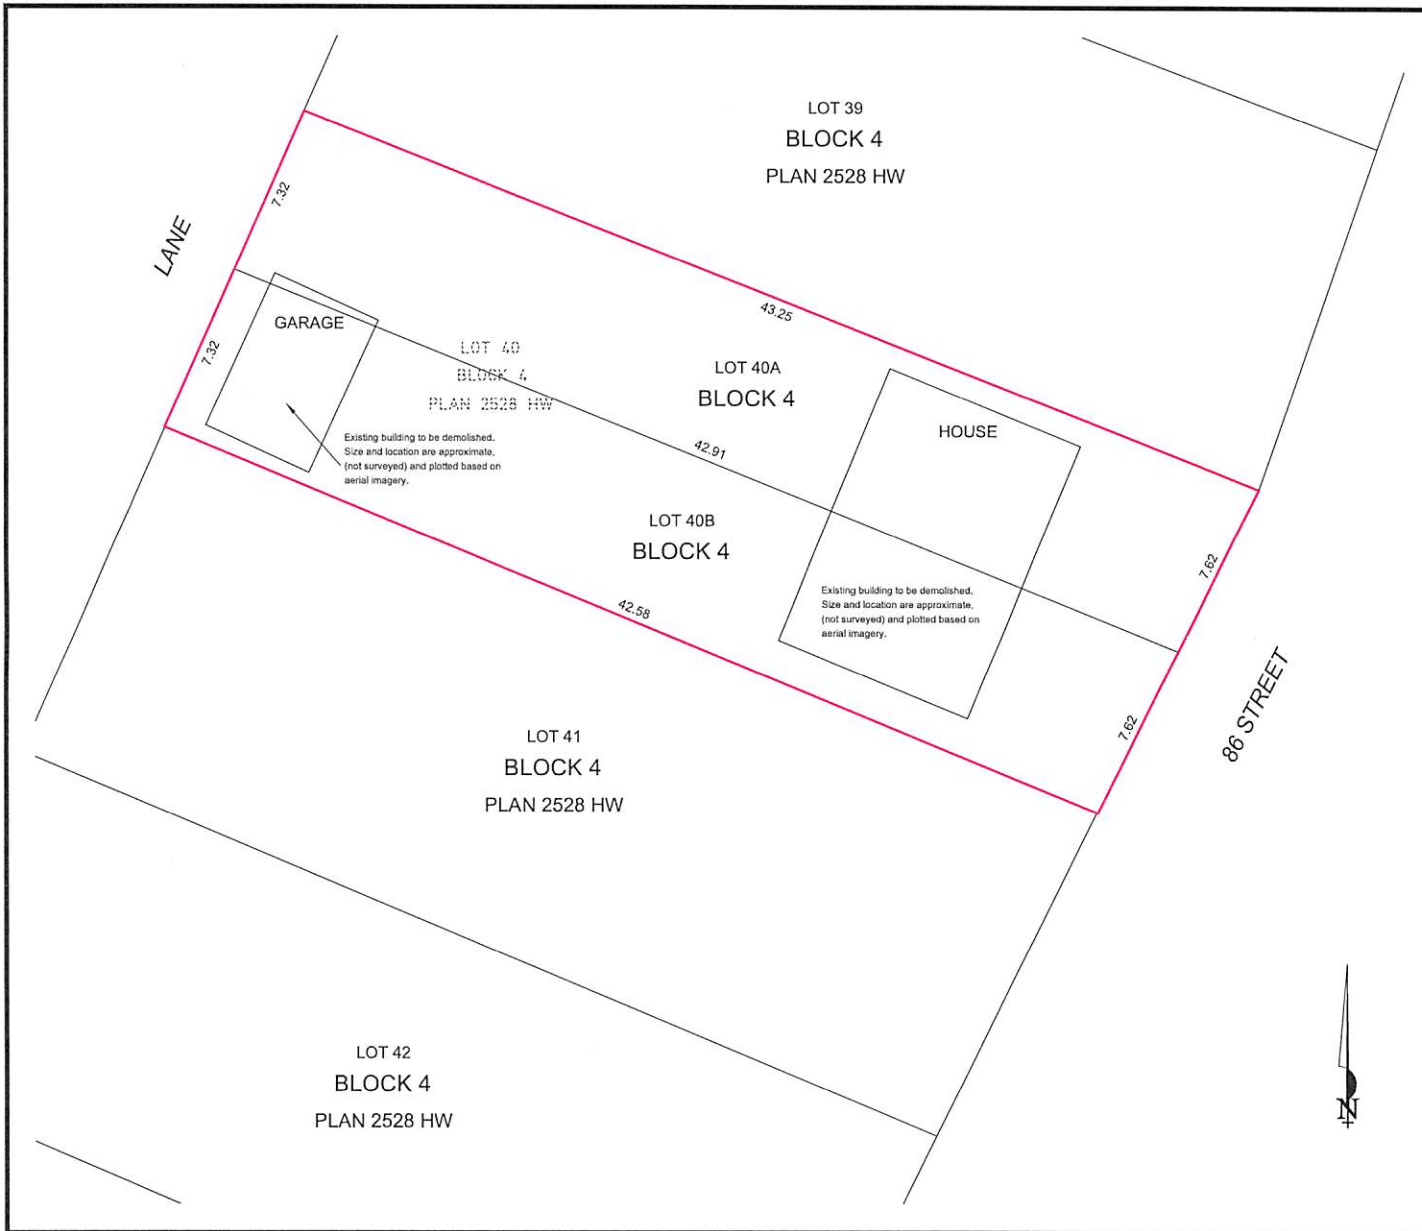 LOT 39
BLOCK 4
PLAN 2528 HW
7.32
LANE
43.25
GARAGE
7.32
LOT 40
BLOCK 4
PLAN 2528 HW
LOT 40A
BLOCK 4
HOUSE
Existing building to be demolished.
Size and location are approximate,
(not surveyed) and plotted based on
aerial imagery.
42.91
LOT 40B
BLOCK 4
7.62
Existing building to be demolished.
Size and location are approximate,
(not surveyed) and plotted based on
aerial imagery.
42.58
7.62
86 STREET
LOT 41
BLOCK 4
PLAN 2528 HW
LOT 42
BLOCK 4
PLAN 2528 HW
N